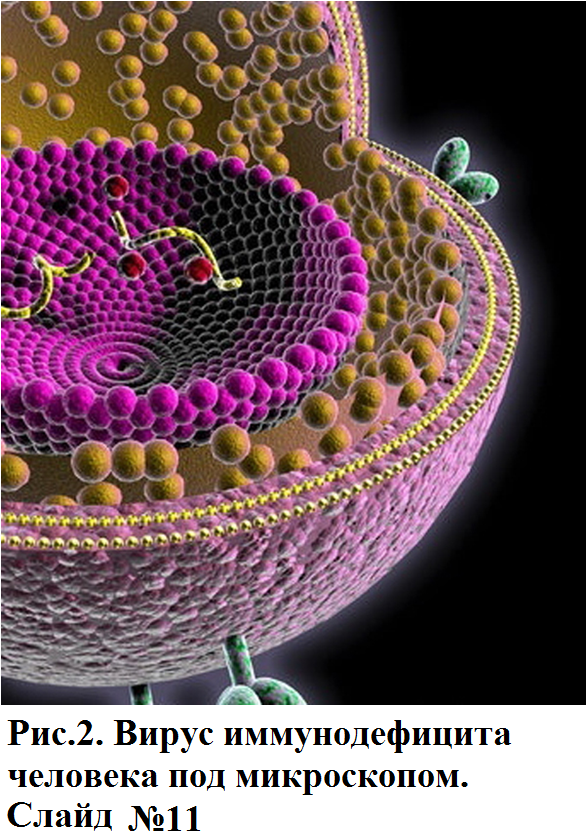 Рис.2. Вирус иммунодефицита
человека под микроскопом.
Слайд №11